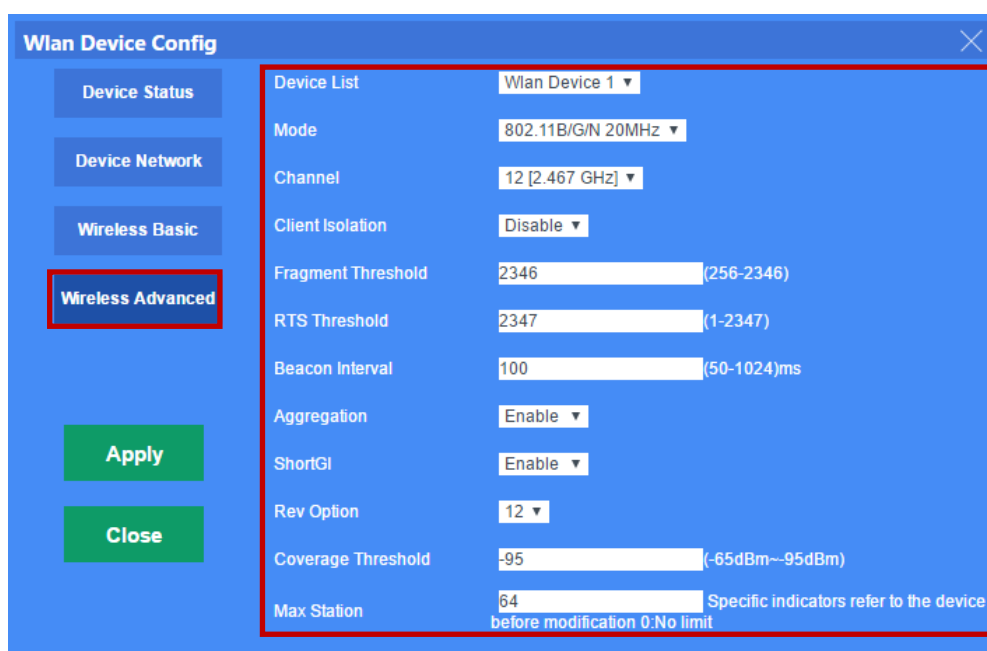 Wlan Device Config
Device Status
Device Network
Wireless Basic
Wireless Advanced
Apply
Close
Device List Wlan Device 1
Mode 802.11B/G/N 20MHz
Channel 12 [2.467 GHz]
Client Isolation Disable
Fragment Threshold 2346 (256-2346)
RTS Threshold 2347 (1-2347)
Beacon Interval 100 (50-1024)ms
Aggregation Enable
ShortGI Enable
Rev Option 12
Coverage Threshold -95 (-65dBm~-95dBm)
Max Station 64 Specific indicators refer to the device
before modification 0:No limit